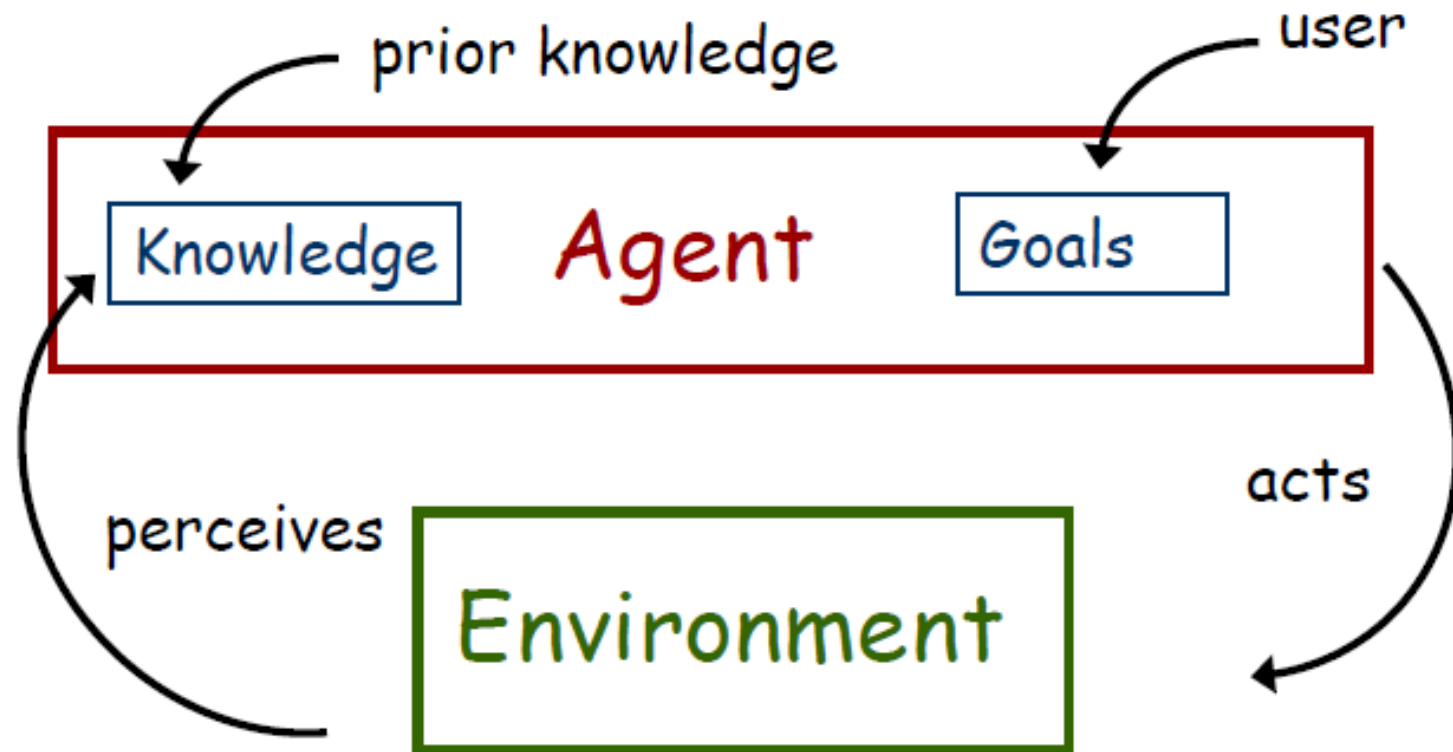 prior knowledge
user
Knowledge
Agent
Goals
perceives
acts
Environment